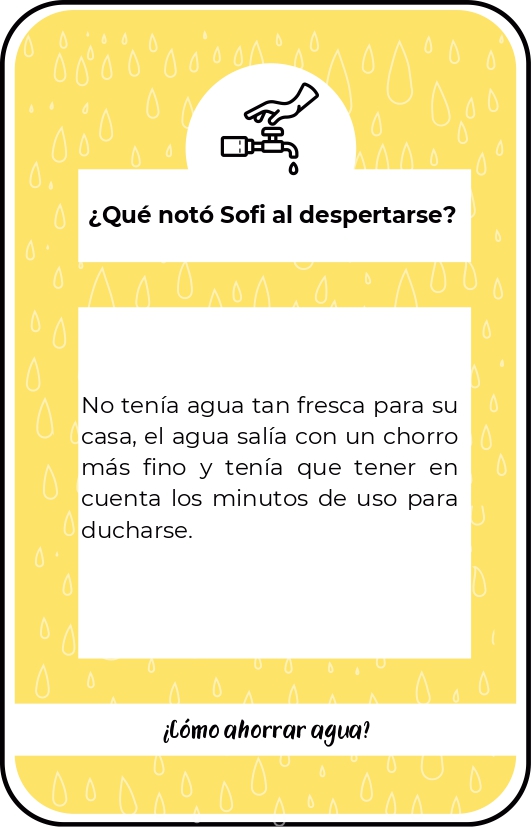 ¿Qué notó Sofi al despertarse?
No tenía agua tan fresca para su
casa, el agua salía con un chorro
más fino y tenía que tener en
cuenta los minutos de uso para
ducharse.
¿Cómo ahorrar agua?